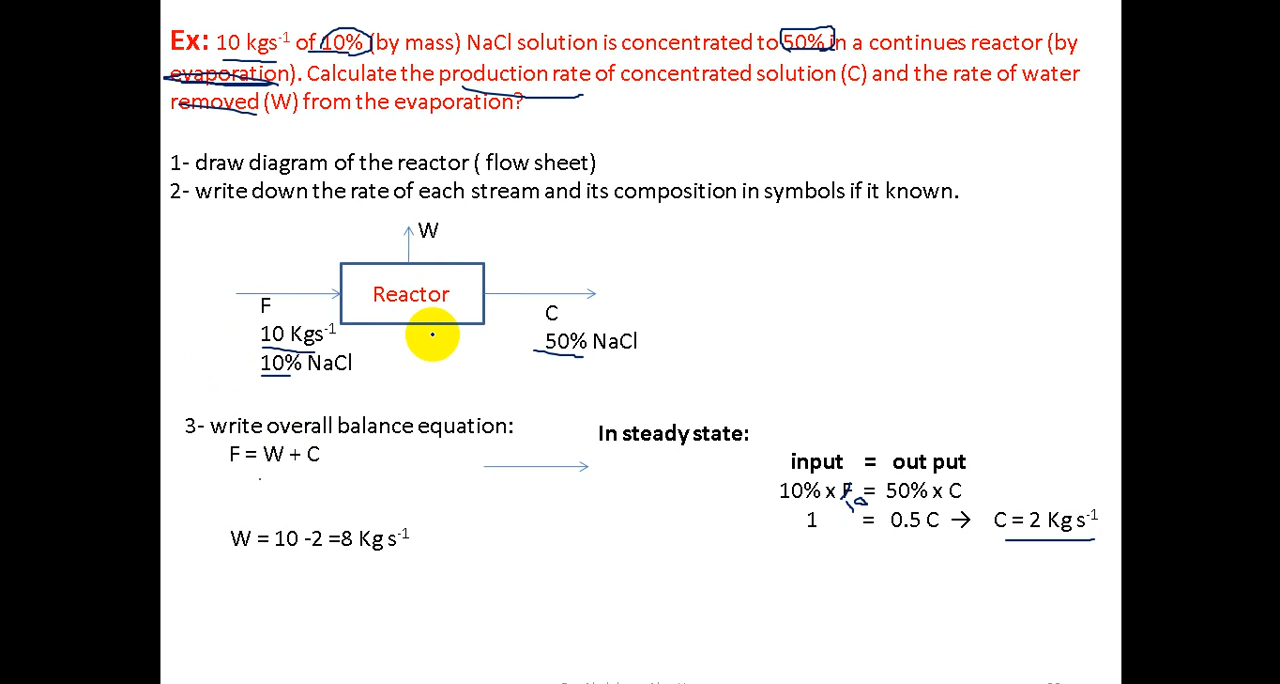 Ex: 10 kgs-1 of 10% (by mass) NaCl solution is concentrated to 50% in a continues reactor (by
evaporation). Calculate the production rate of concentrated solution (C) and the rate of water
removed (W) from the evaporation?
1- draw diagram of the reactor ( flow sheet)
2- write down the rate of each stream and its composition in symbols if it known.
W
Reactor
F
10 Kgs-1
10% NaCl
C
50% NaCl
3- write overall balance equation:
F = W + C
W = 10 -2 =8 Kg s-1
In steady state:
input = out put
10% x F = 50% x C
10
1 = 0.5 C → C = 2 Kg s-1